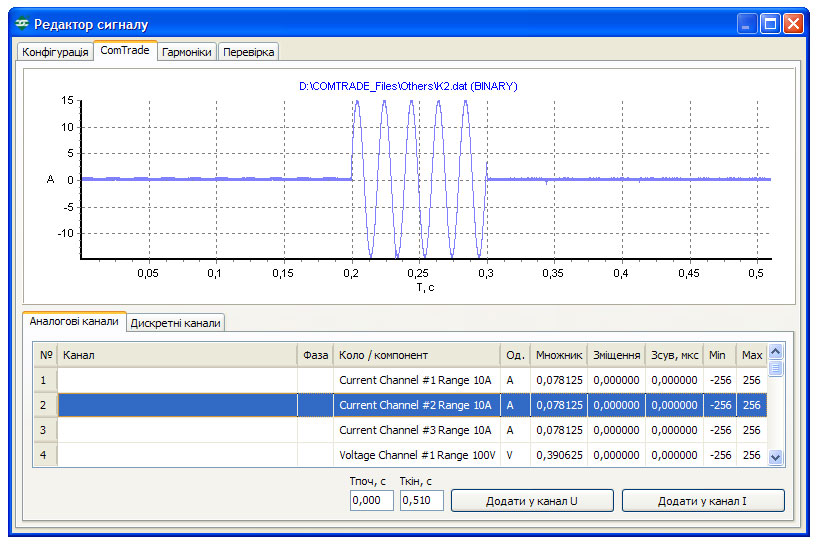 Редактор сигналу
Конфігурація ComTrade Гармоніки Перевірка
D:\COMTRADE_Files\Others\K2.dat (BINARY)
15
10
5
A 0
-5
-10
0,05 0,1 0,15 0,2 0,25 0,3 0,35 0,4 0,45 0,5
T, c
Аналогові канали Дискретні канали
№ Канал Фаза Коло / компонент Од. Множник Зміщення Зсув, мкс Min Max
1 Current Channel #1 Range 10A A 0,078125 0,000000 0,000000 -256 256
2 Current Channel #2 Range 10A A 0,078125 0,000000 0,000000 -256 256
3 Current Channel #3 Range 10A A 0,078125 0,000000 0,000000 -256 256
4 Voltage Channel #1 Range 100V V 0,390625 0,000000 0,000000 -256 256
Тпоч, с Ткін, с
0,000 0,510 Додати у канал U Додати у канал I